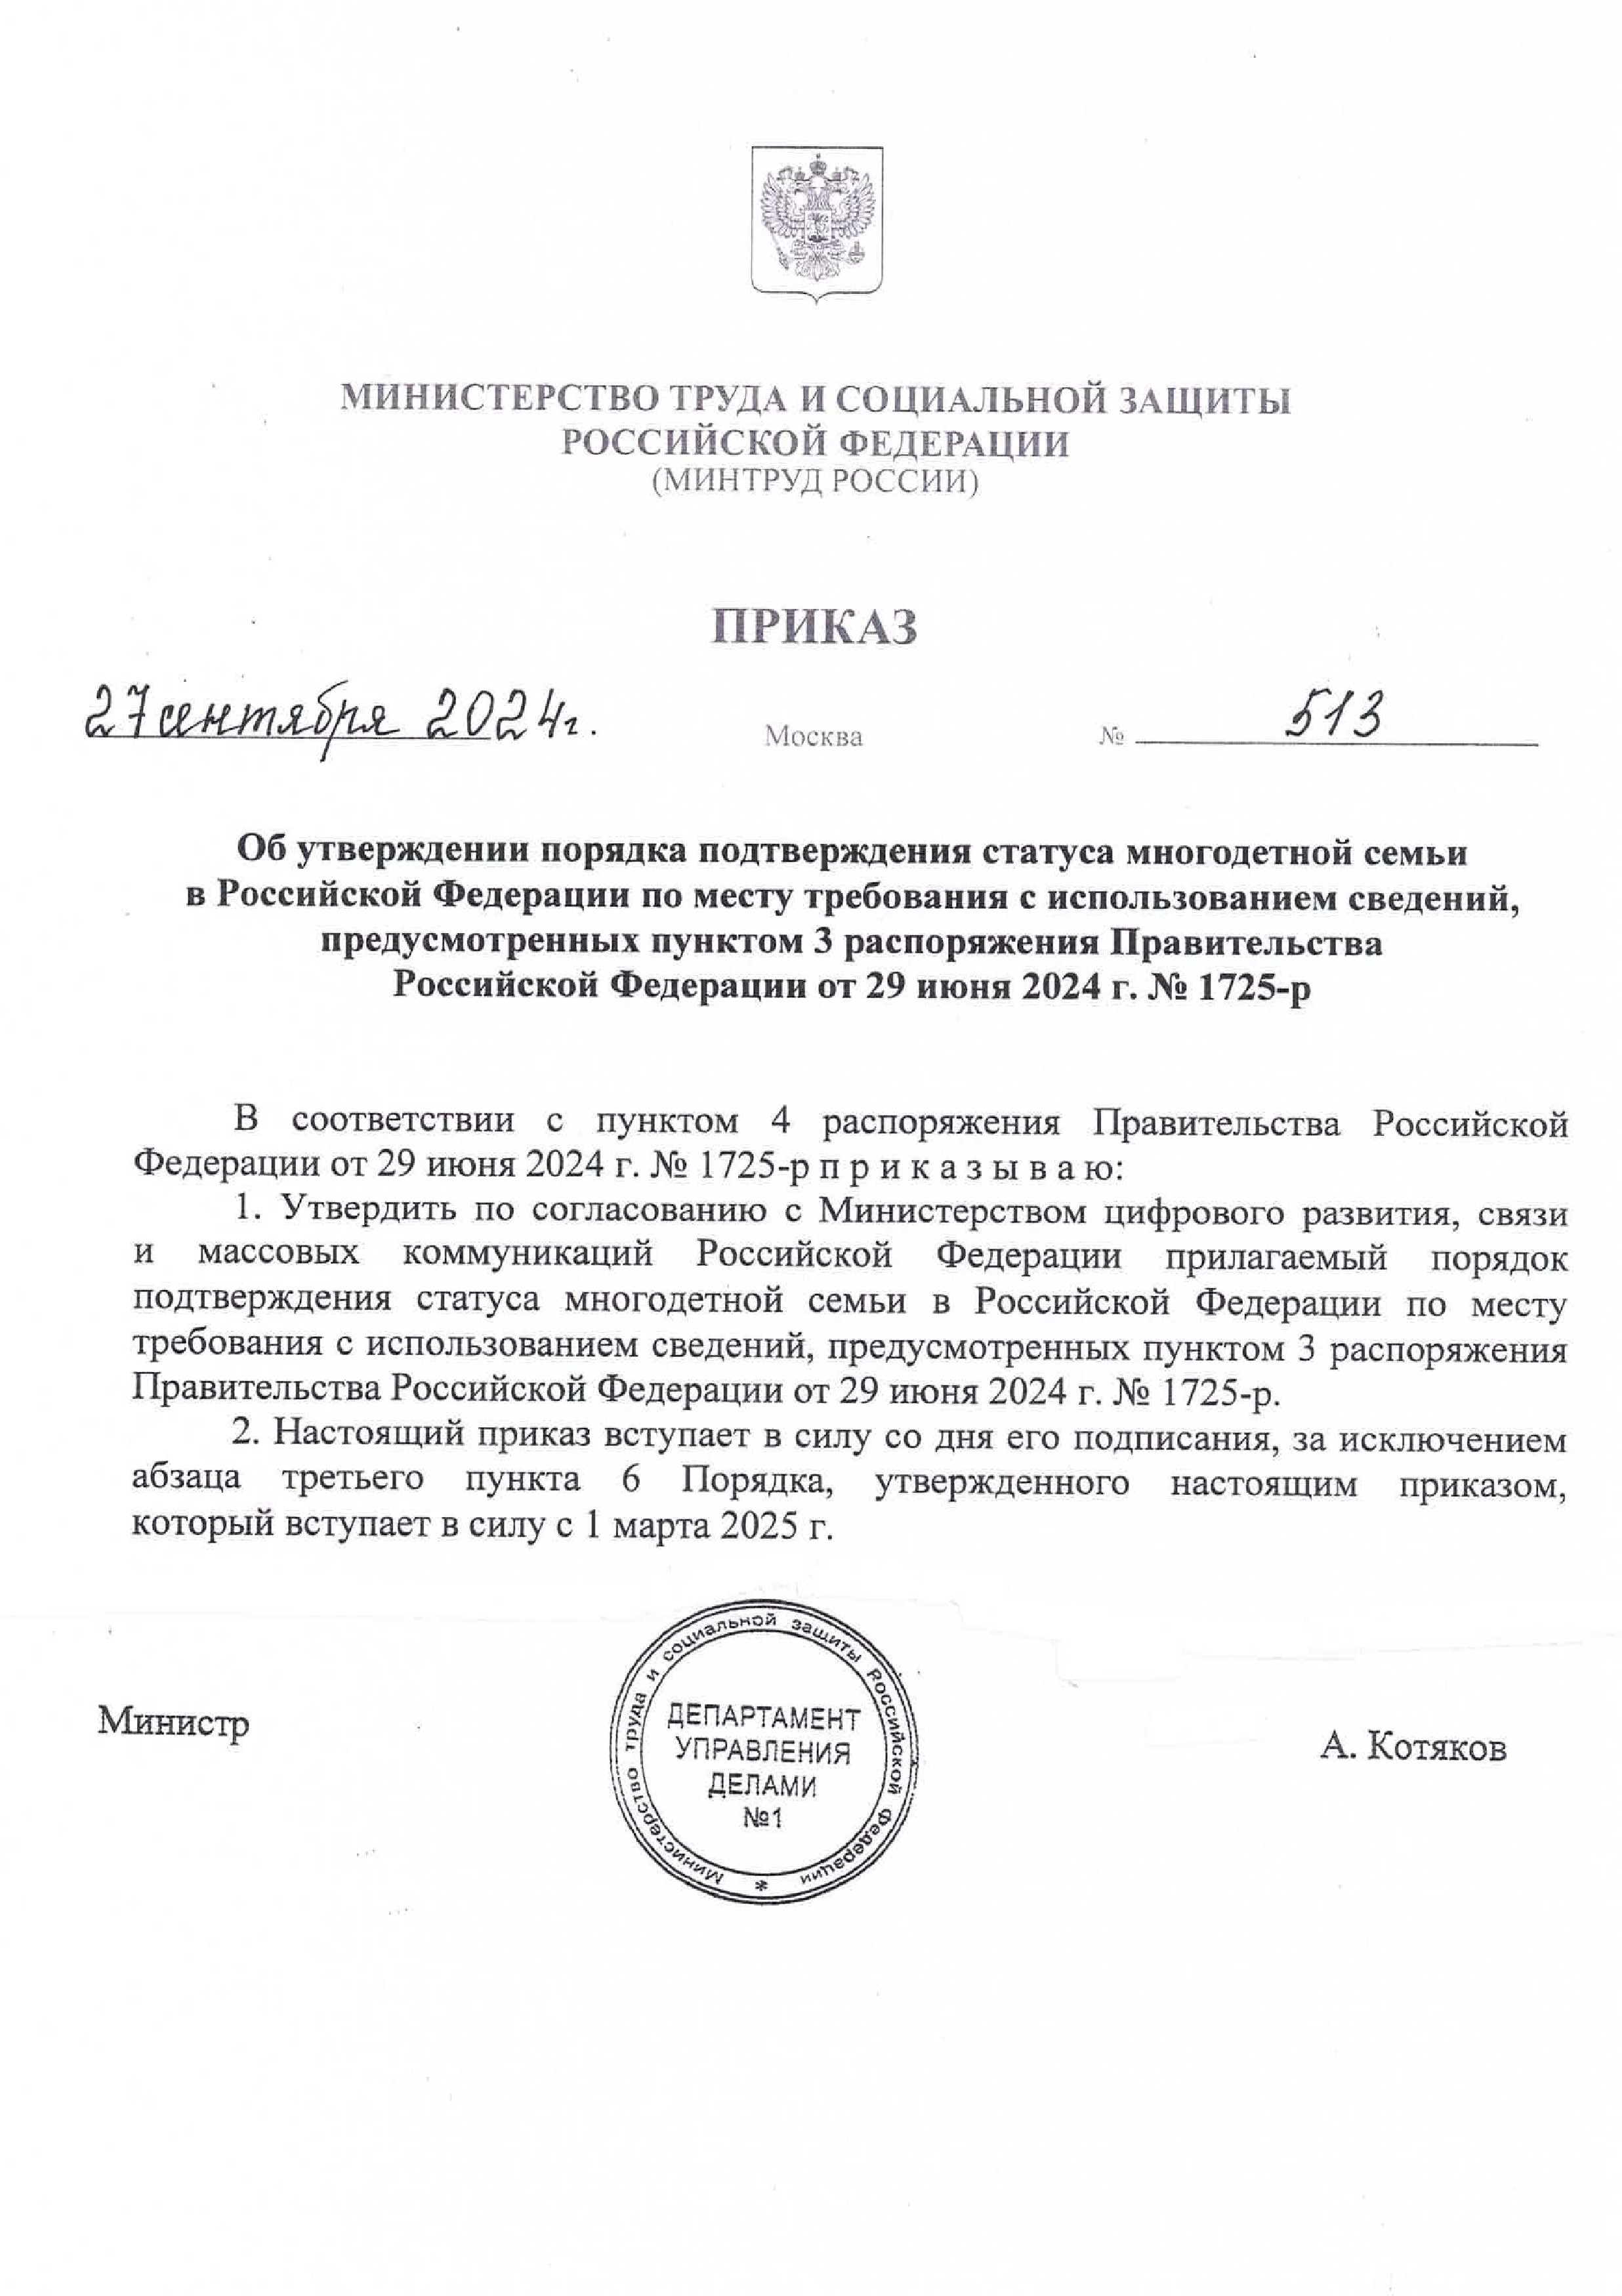 МИНИСТЕРСТВО ТРУДА И СОЦИАЛЬНОЙ ЗАЩИТЫ
РОССИЙСКОЙ ФЕДЕРАЦИИ
(МИНТРУД РОССИИ)
ПРИКАЗ
27 сентября 2024г.
Москва
№ 513
Об утверждении порядка подтверждения статуса многодетной семьи
в Российской Федерации по месту требования с использованием сведений,
предусмотренных пунктом 3 распоряжения Правительства
Российской Федерации от 29 июня 2024 г. № 1725-р
В соответствии с пунктом 4 распоряжения Правительства Российской
Федерации от 29 июня 2024 г. № 1725-р п р и к а з ы в а ю:
1. Утвердить по согласованию с Министерством цифрового развития, связи
и массовых коммуникаций Российской Федерации прилагаемый порядок
подтверждения статуса многодетной семьи в Российской Федерации по месту
требования с использованием сведений, предусмотренных пунктом 3 распоряжения
Правительства Российской Федерации от 29 июня 2024 г. № 1725-р.
2. Настоящий приказ вступает в силу со дня его подписания, за исключением
абзаца третьего пункта 6 Порядка, утвержденного настоящим приказом,
который вступает в силу с 1 марта 2025 г.
Министр
Министерство труда и социальной защиты Российской Федерации *
ДЕПАРТАМЕНТ
УПРАВЛЕНИЯ
ДЕЛАМИ
№1
А. Котяков